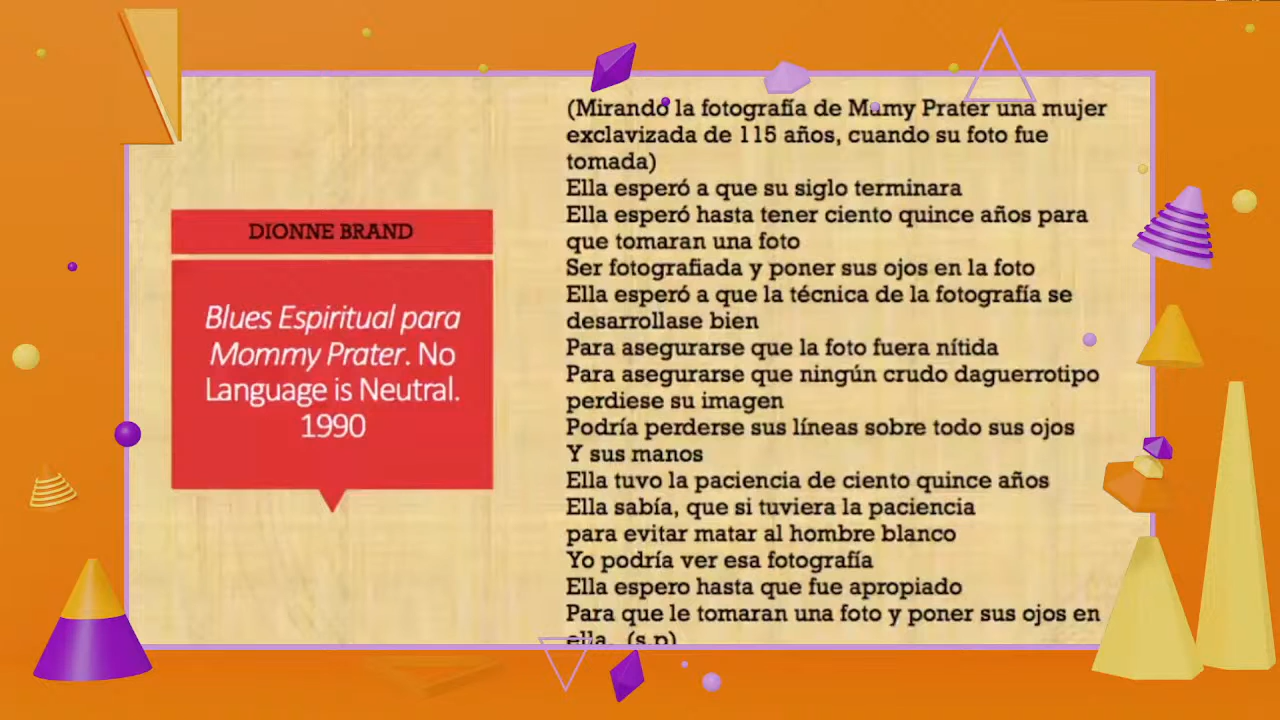 DIONNE BRAND
Blues Espiritual para
Mommy Prater. No
Language is Neutral.
1990
(Mirando la fotografía de Mamy Prater una mujer
exclavizada de 115 años, cuando su foto fue
tomada)
Ella esperó a que su siglo terminara
Ella esperó hasta tener ciento quince años para
que tomaran una foto
Ser fotografiada y poner sus ojos en la foto
Ella esperó a que la técnica de la fotografía se
desarrollase bien
Para asegurarse que la foto fuera nítida
Para asegurarse que ningún crudo daguerrotipo
perdiese su imagen
Podría perderse sus líneas sobre todo sus ojos
Y sus manos
Ella tuvo la paciencia de ciento quince años
Ella sabía, que si tuviera la paciencia
para evitar matar al hombre blanco
Yo podría ver esa fotografía
Ella espero hasta que fue apropiado
Para que le tomaran una foto y poner sus ojos en
ella. (s.p)